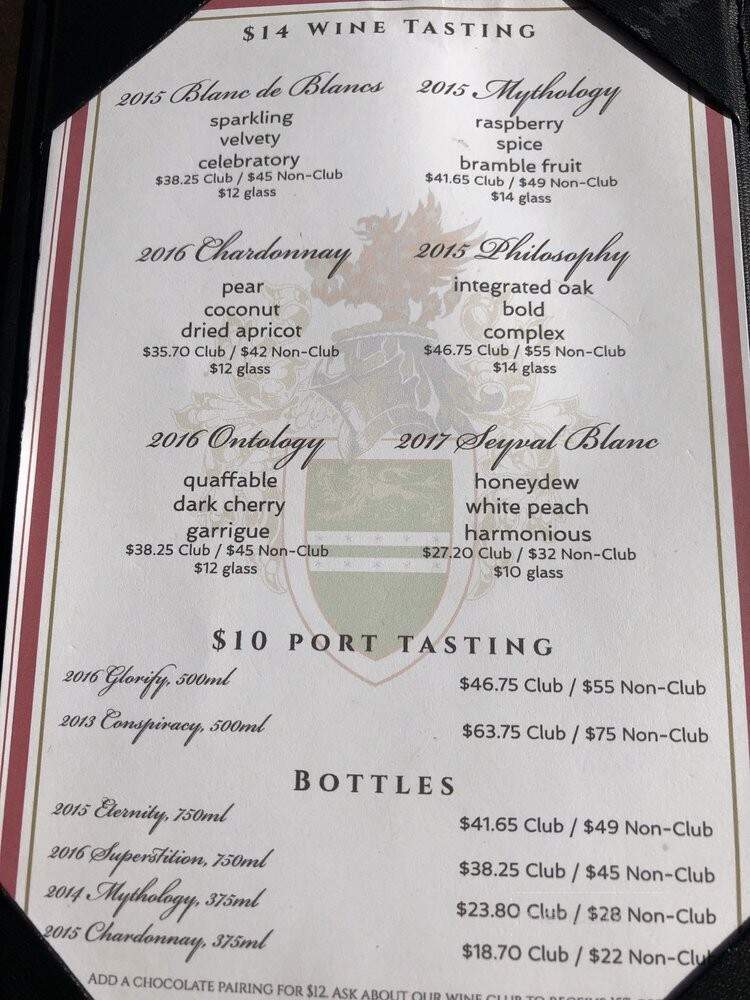 $14 WINE TASTING
2015 Blanc de Blancs
sparkling
velvety
celebratory
$38.25 Club / $45 Non-Club
$12 glass
2015 Mythology
raspberry
spice
bramble fruit
$41.65 Club / $49 Non-Club
$14 glass
2016 Chardonnay
pear
coconut
dried apricot
$35.70 Club / $42 Non-Club
$12 glass
2015 Philosophy
integrated oak
bold
complex
$46.75 Club / $55 Non-Club
$14 glass
2016 Ontology
quaffable
dark cherry
garrigue
$38.25 Club / $45 Non-Club
$12 glass
2017 Seyval Blanc
honeydew
white peach
harmonious
$27.20 Club / $32 Non-Club
$10 glass
$10 PORT TASTING
2016 Glorify, 500ml $46.75 Club / $55 Non-Club
2013 Conspiracy, 500ml $63.75 Club / $75 Non-Club
BOTTLES
2015 Eternity, 750ml $41.65 Club / $49 Non-Club
2016 Superstition, 750ml $38.25 Club / $45 Non-Club
2014 Mythology, 375ml $23.80 Club / $28 Non-Club
2015 Chardonnay, 375ml $18.70 Club / $22 Non-Clu
ADD A CHOCOLATE PAIRING FOR $12. ASK ABOUT OUR WINE CLUB TO RECEIVE